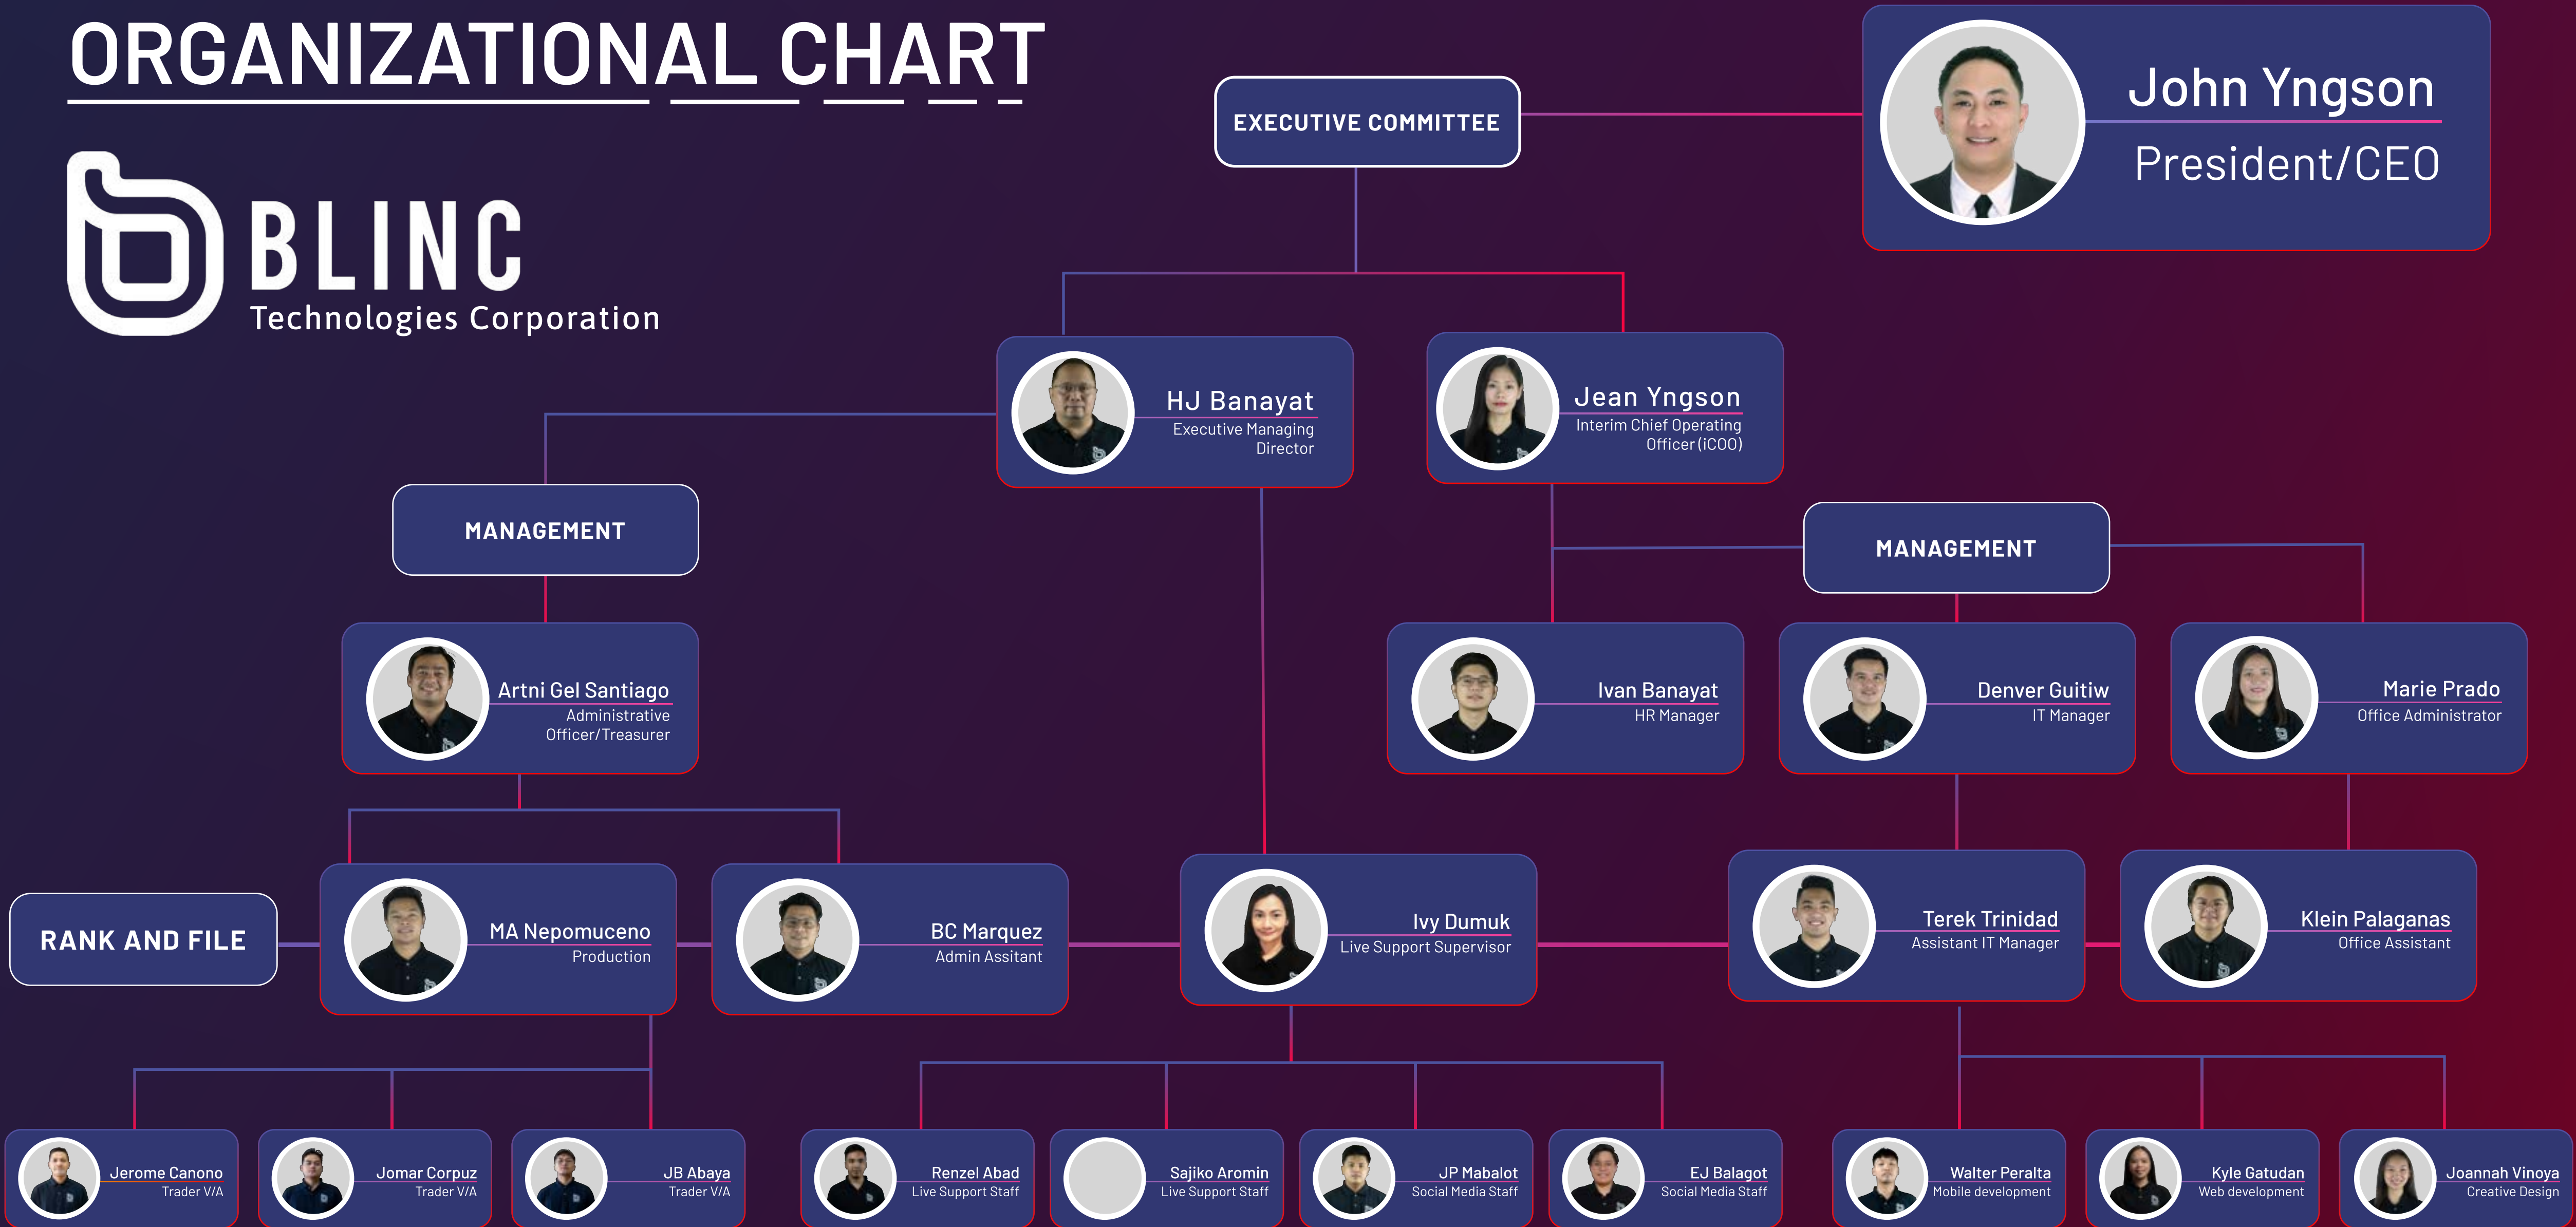 ORGANIZATIONAL CHART
BLINC
Technologies Corporation
EXECUTIVE COMMITTEE
John Yngson
President/CEO
HJ Banayat
Executive Managing
Director
Jean Yngson
Interim Chief Operating
Officer (iCOO)
MANAGEMENT
MANAGEMENT
Artni Gel Santiago
Administrative
Officer/Treasurer
Ivan Banayat
HR Manager
Denver Guitiw
IT Manager
Marie Prado
Office Administrator
RANK AND FILE
MA Nepomuceno
Production
BC Marquez
Admin Assitant
Ivy Dumuk
Live Support Supervisor
Terek Trinidad
Assistant IT Manager
Klein Palaganas
Office Assistant
Jerome Canono
Trader V/A
Jomar Corpuz
Trader V/A
JB Abaya
Trader V/A
Renzel Abad
Live Support Staff
Sajiko Aromin
Live Support Staff
JP Mabalot
Social Media Staff
EJ Balagot
Social Media Staff
Walter Peralta
Mobile development
Kyle Gatudan
Web development
Joannah Vinoya
Creative Design